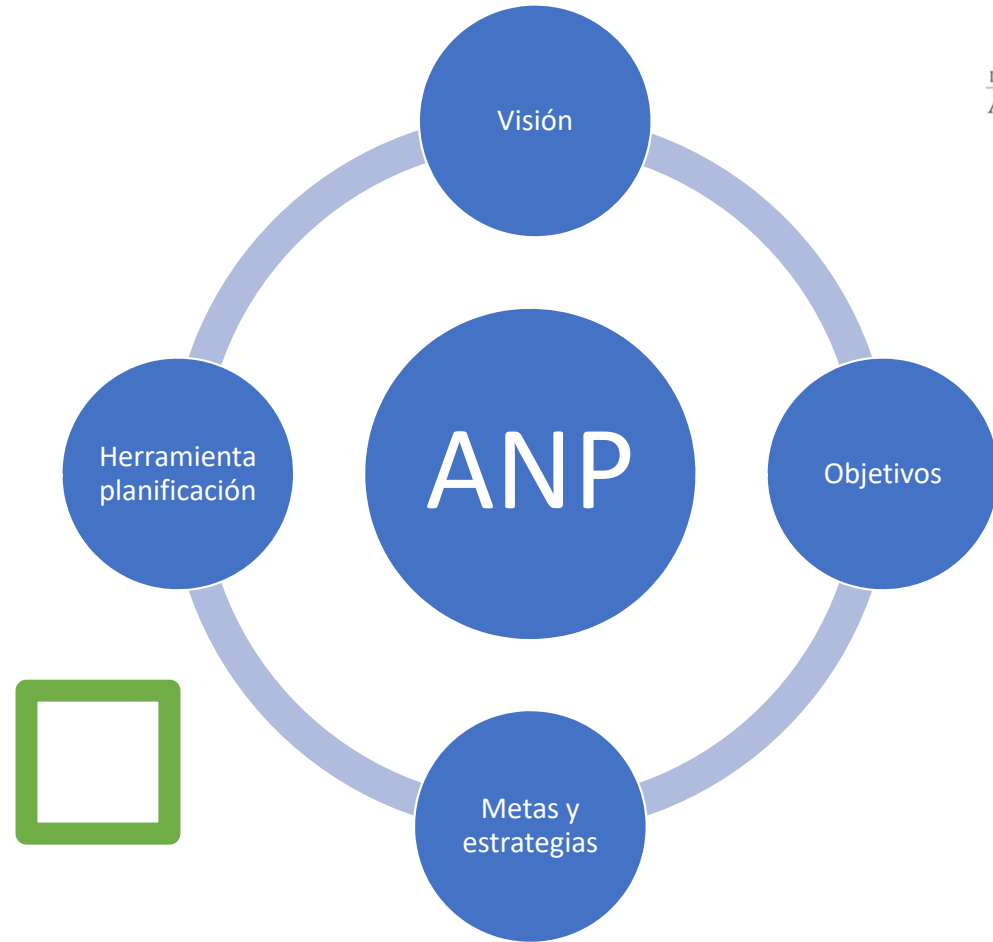 Visión
Herramienta
planificación
ANP
Objetivos
Metas y
estrategias